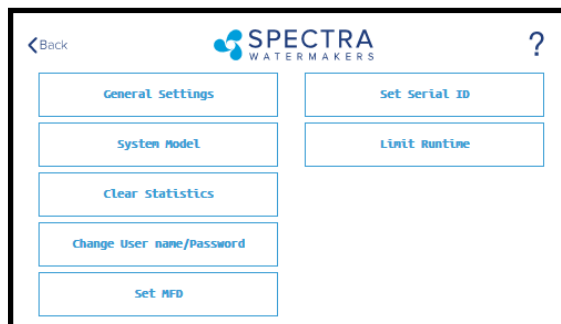 Back
SPECTRA
WATERMAKERS
?
General Settings
Set Serial ID
System Model
Limit Runtime
Clear Statistics
Change User name/Password
Set MFD